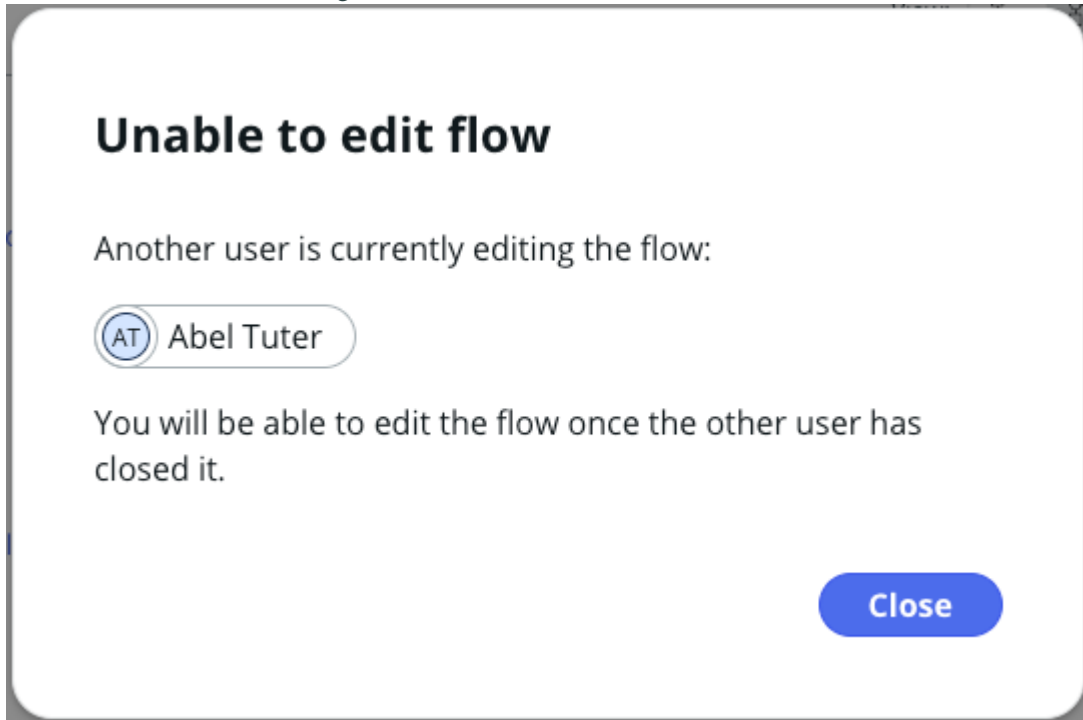 Unable to edit flow
Another user is currently editing the flow:
AT Abel Tuter
You will be able to edit the flow once the other user has
closed it.
Close